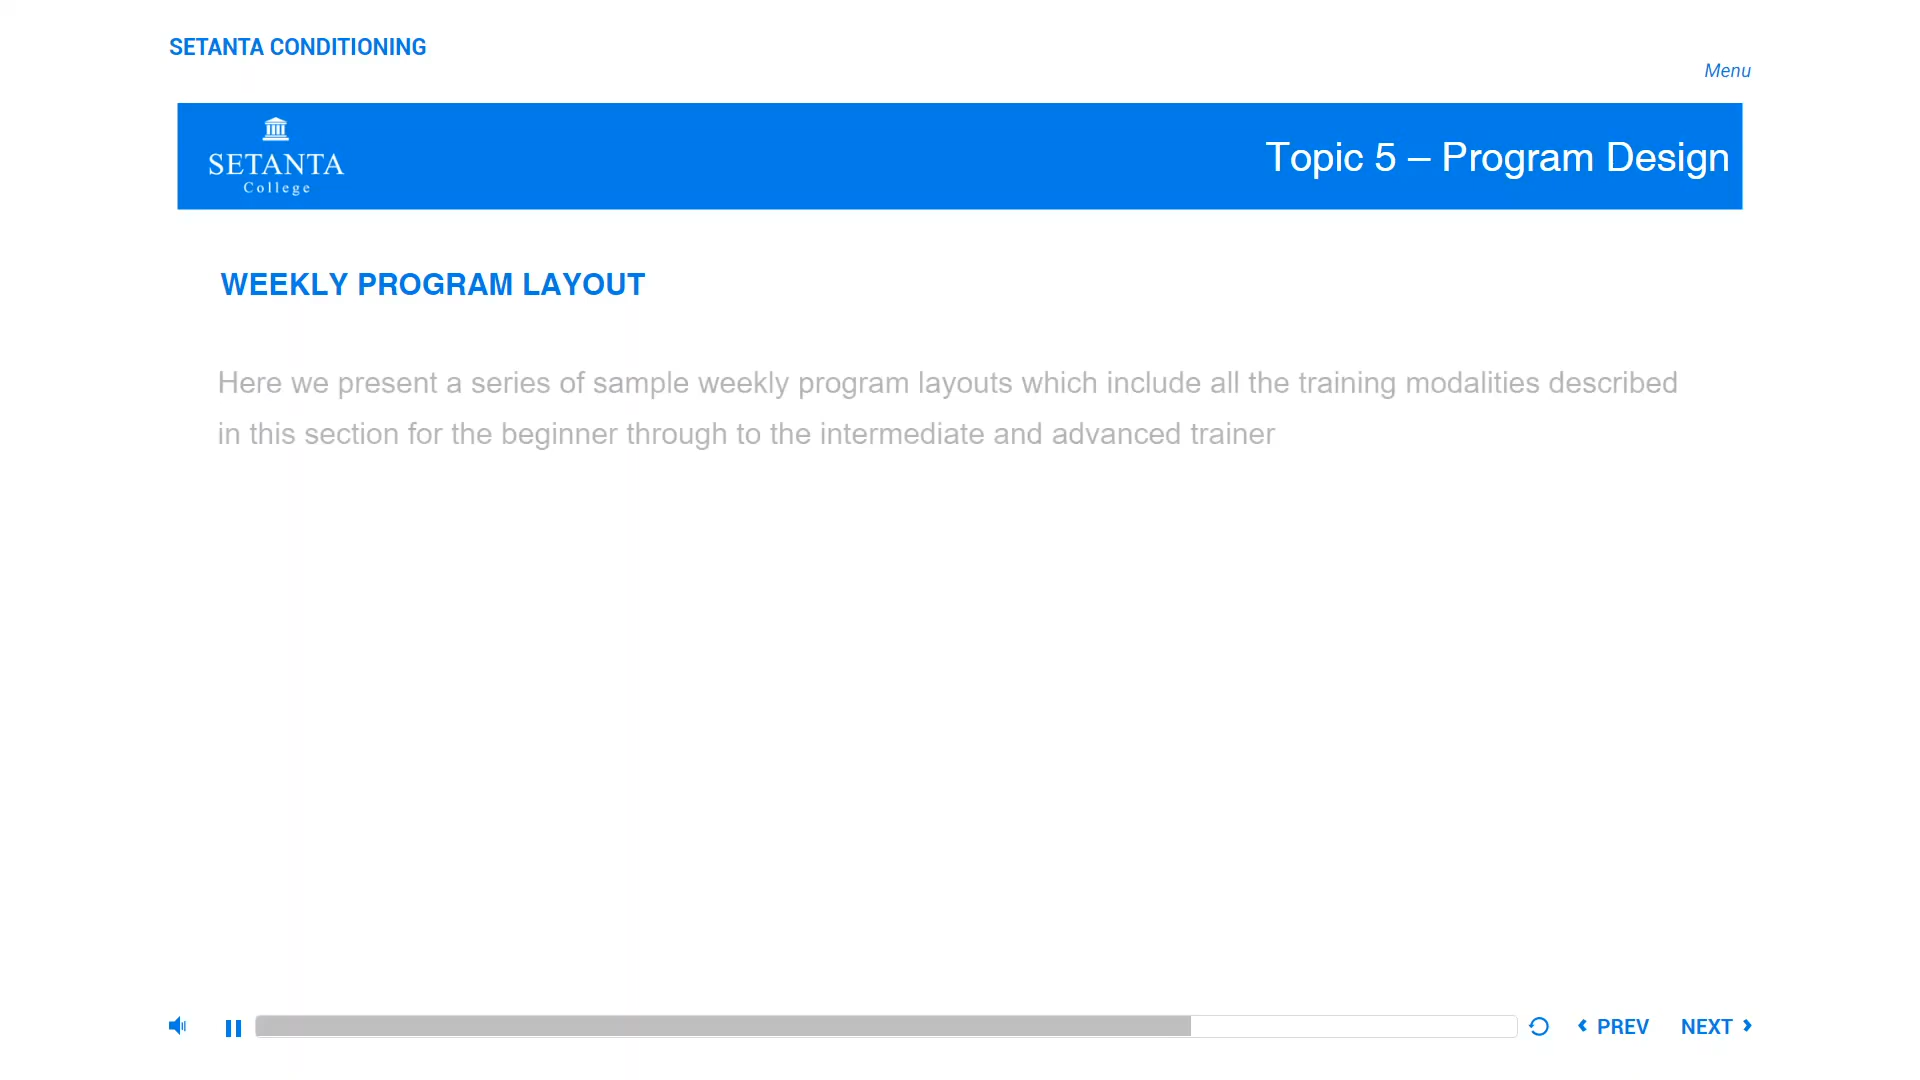 SETANTA CONDITIONING
Menu
SETANTA
College
Topic 5 – Program Design
WEEKLY PROGRAM LAYOUT
Here we present a series of sample weekly program layouts which include all the training modalities described
in this section for the beginner through to the intermediate and advanced trainer
PREV
NEXT